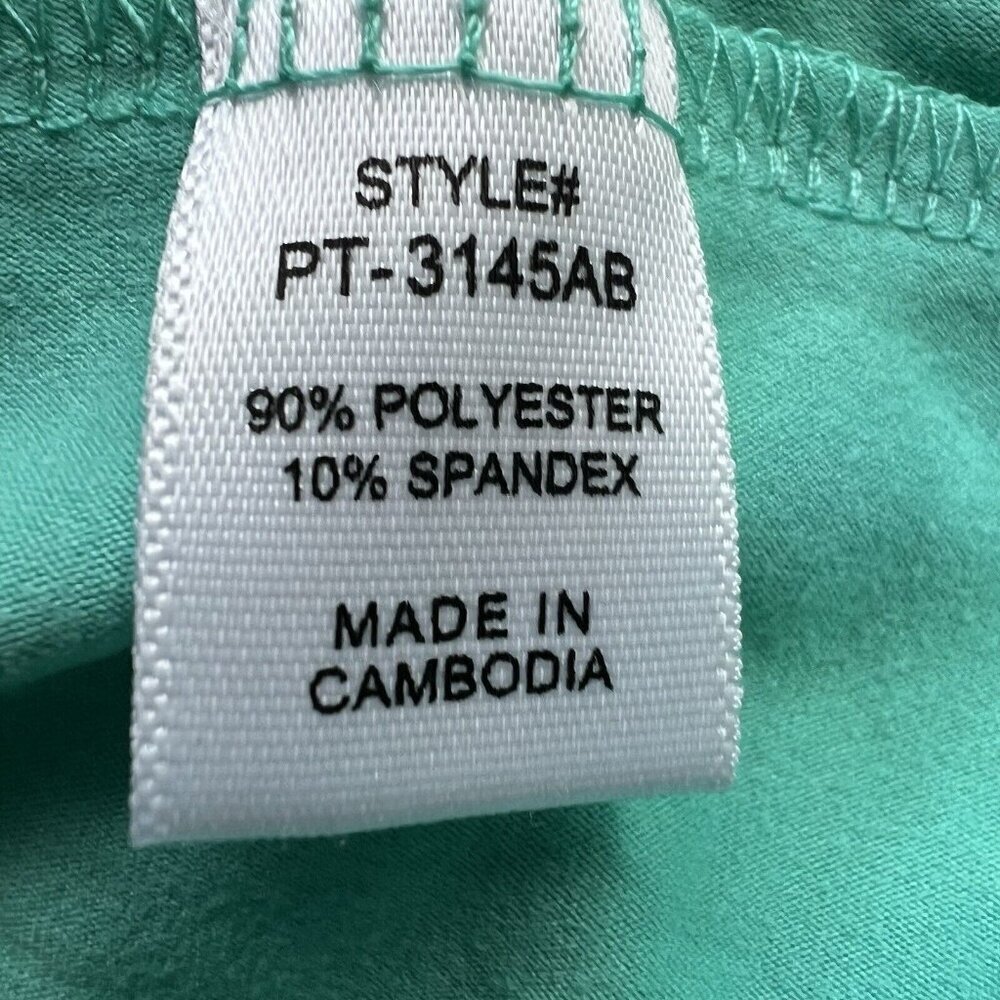 STYLE#
PT-3145AB
90% POLYESTER
10% SPANDEX
MADE IN
CAMBODIA